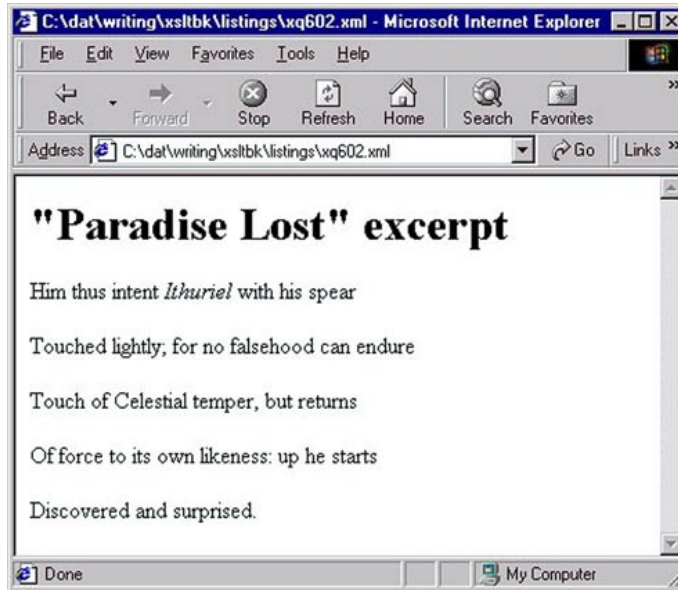 C:\dat\writing\xsltbk\listings\xq602.xml - Microsoft Internet Explorer
File Edit View Favorites Tools Help
Back Forward Stop Refresh Home Search Favorites »
Address C:\dat\writing\xsltbk\listings\xq602.xml Go Links »
"Paradise Lost" excerpt
Him thus intent Ithuriel with his spear
Touched lightly; for no falsehood can endure
Touch of Celestial temper, but returns
Of force to its own likeness: up he starts
Discovered and surprised.
Done My Computer